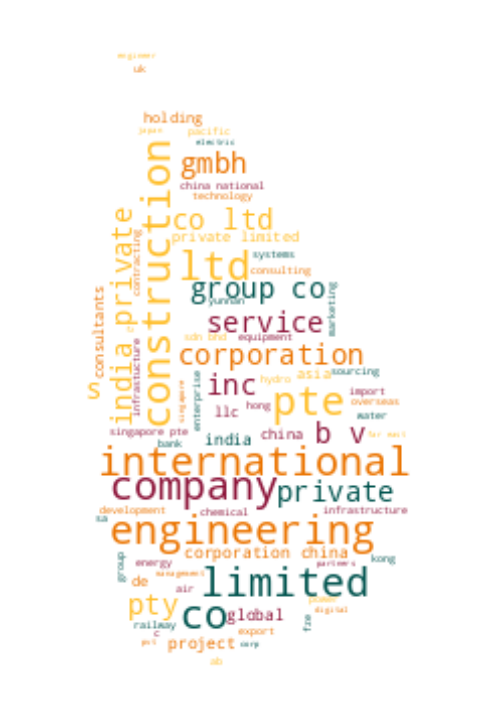 engineer
uk
holding
japan
pacific
electric
gmbh
china national
technology
construction
co ltd
india private
contracting
private limited
ltd
systems
consulting
group co
yunnan
marketing
consultants
service
sdn bhd
equipment
infrastucture
corporation
sourcing
asia
hydro
inc
enterprise
singapore
s
pte
import
overseas
llc
hong
water
singapore pte
bank
india
china
b v
far east
international
company
private
development
chemical
infrastructure
sa
engineering
corporation china
group
energy
partners
kong
management
de
air
limited
power
digital
pty
co
global
railway
c
export
fze
pvt
project
corp
ab